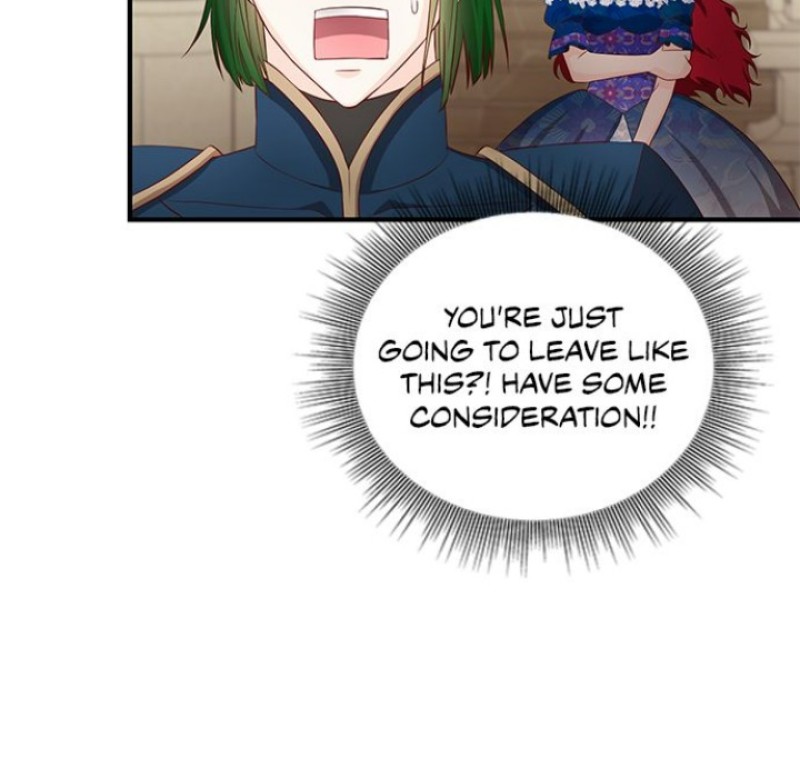 YOU'RE JUST
GOING TO LEAVE LIKE
THIS?! HAVE SOME
CONSIDERATION!!